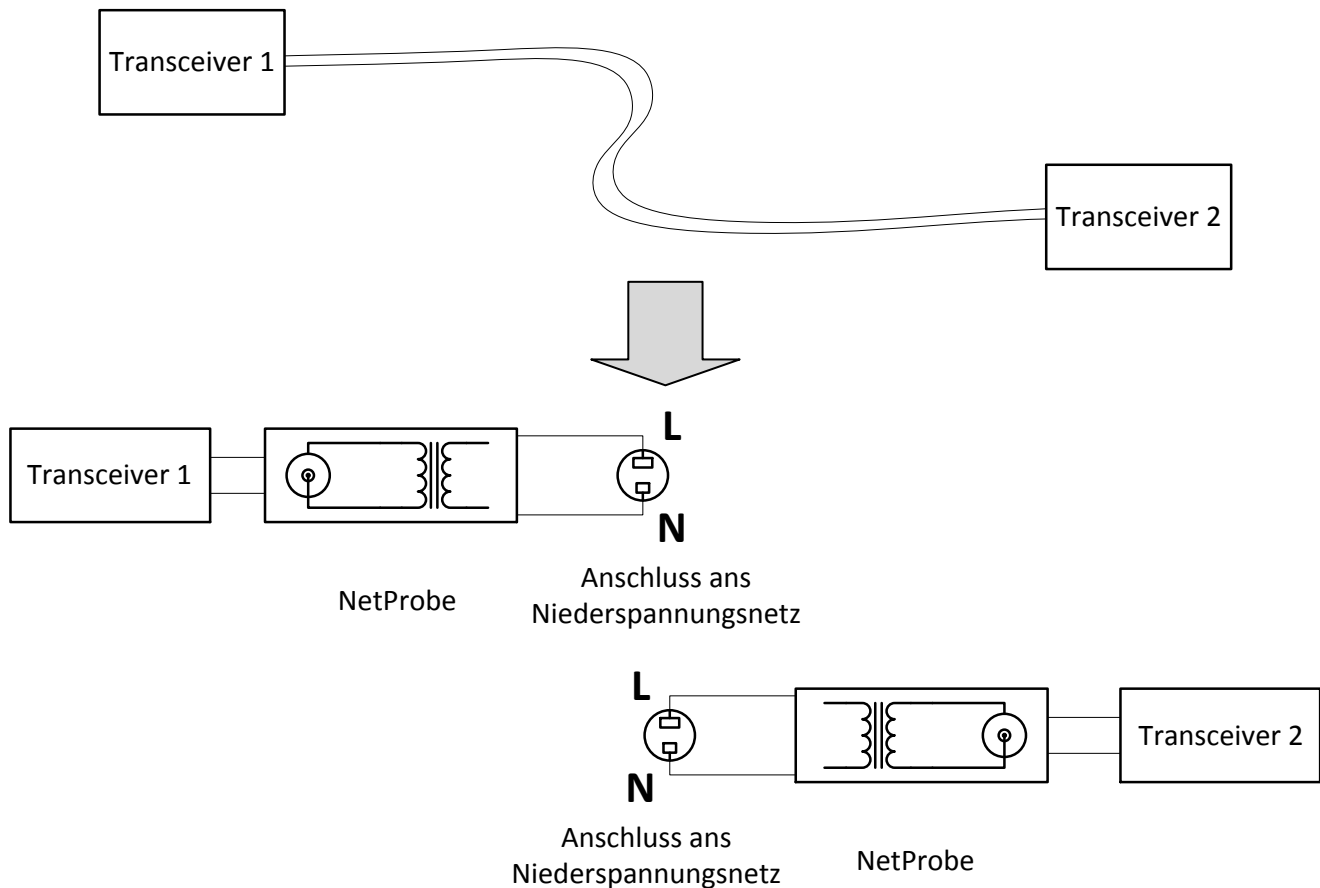 Transceiver 1
Transceiver 2
L
Transceiver 1
N
NetProbe
Anschluss ans
Niederspannungsnetz
L
Transceiver 2
N
Anschluss ans
Niederspannungsnetz
NetProbe